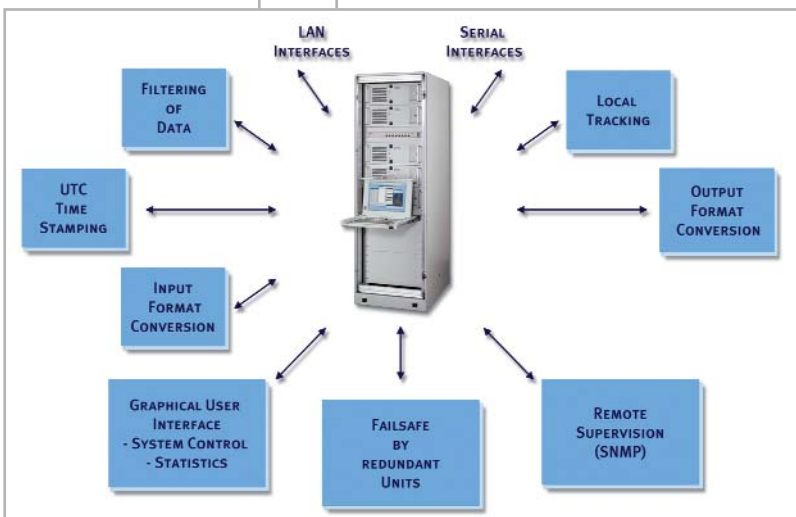 LAN
INTERFACES
SERIAL
INTERFACES
FILTERING
OF
DATA
LOCAL
TRACKING
UTC
TIME
STAMPING
OUTPUT
FORMAT
CONVERSION
INPUT
FORMAT
CONVERSION
GRAPHICAL USER
INTERFACE
- SYSTEM CONTROL
- STATISTICS
FAILSAFE
BY
REDUNDANT
UNITS
REMOTE
SUPERVISION
(SNMP)